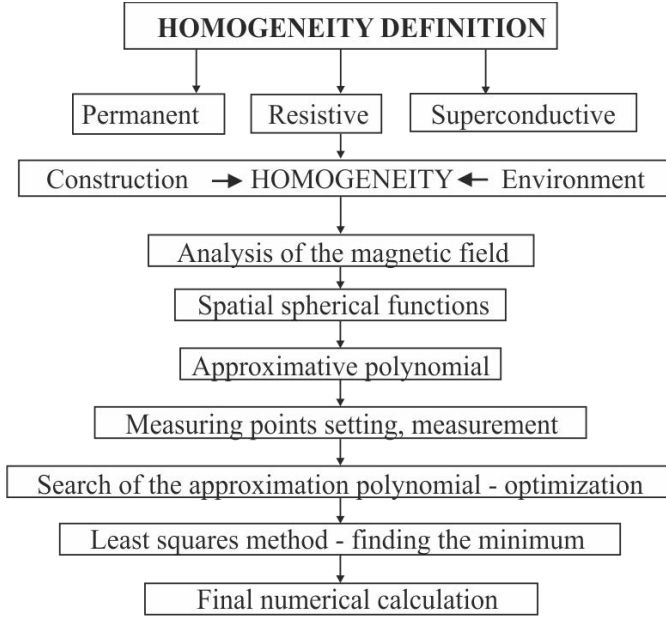 HOMOGENEITY DEFINITION
Permanent Resistive Superconductive
Construction HOMOGENEITY Environment
Analysis of the magnetic field
Spatial spherical functions
Approximative polynomial
Measuring points setting, measurement
Search of the approximation polynomial - optimization
Least squares method - finding the minimum
Final numerical calculation